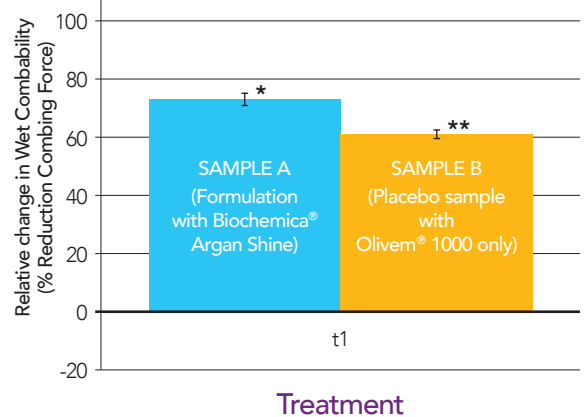 Relative change in Wet Combability
(% Reduction Combing Force)
100
80
60
40
20
0
-20
*
**
SAMPLE A
(Formulation
with Biochemica®
Argan Shine)
SAMPLE B
(Placebo sample
with
Olivem® 1000 only)
t1
Treatment